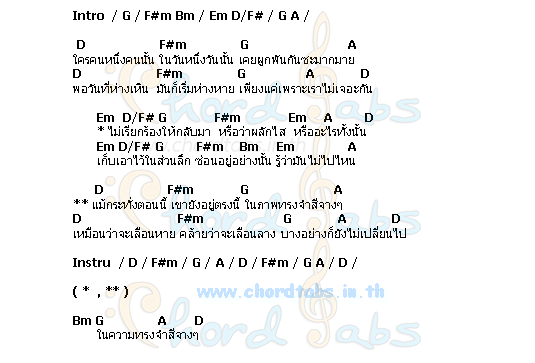 Intro / G / F#m Bm / Em D/F# / G A /
D F#m G A
ใครคนหนึ่งคนนั้น ในวันหนึ่งวันนั้น เคยผูกพันกันซะมากมาย
D F#m G A D
พอวันที่ห่างเหิน มันก็เริ่มห่างหาย เพียงแค่เพราะเราไม่เจอะกัน
Em D/F# G F#m Em A D
* ไม่เรียกร้องให้กลับมา หรือว่าผลักไส หรืออะไรทั้งนั้น
Em D/F# G F#m Bm Em A
เก็บเอาไว้ในส่วนลึก ซ่อนอยู่อย่างนั้น รู้ว่ามันไม่ไปไหน
D F#m G A
** แม้กระทั่งตอนนี้ เขายังอยู่ตรงนี้ ในภาพทรงจำสีจางๆ
D F#m G A D
เหมือนว่าจะเลือนหาย คล้ายว่าจะเลือนลาง บางอย่างก็ยังไม่เปลี่ยนไป
Instru / D / F#m / G / A / D / F#m / G A / D /
( * , ** )
www.chordtabs.in.th
Bm G A D
ในความทรงจำสีจางๆ